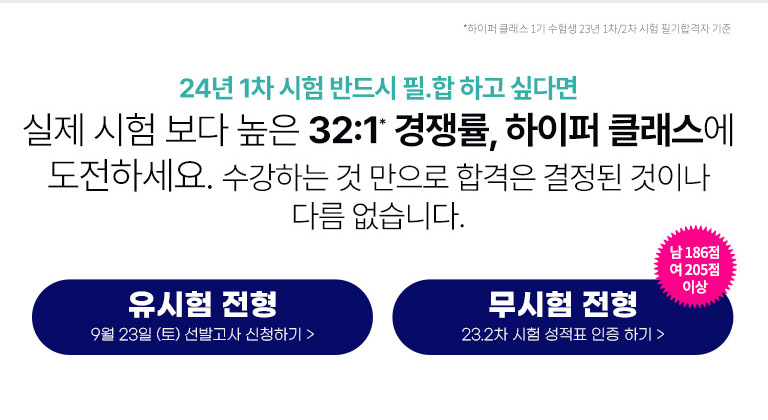 *하이퍼 클래스 1기 수험생 23년 1차/2차 시험 필기합격자 기준
24년 1차 시험 반드시 필.합 하고 싶다면
실제 시험 보다 높은 32:1* 경쟁률, 하이퍼 클래스에
도전하세요. 수강하는 것 만으로 합격은 결정된 것이나
다름 없습니다.
남 186점
여 205점
이상
유시험 전형
9월 23일 (토) 선발고사 신청하기 >
무시험 전형
23.2차 시험 성적표 인증 하기 >